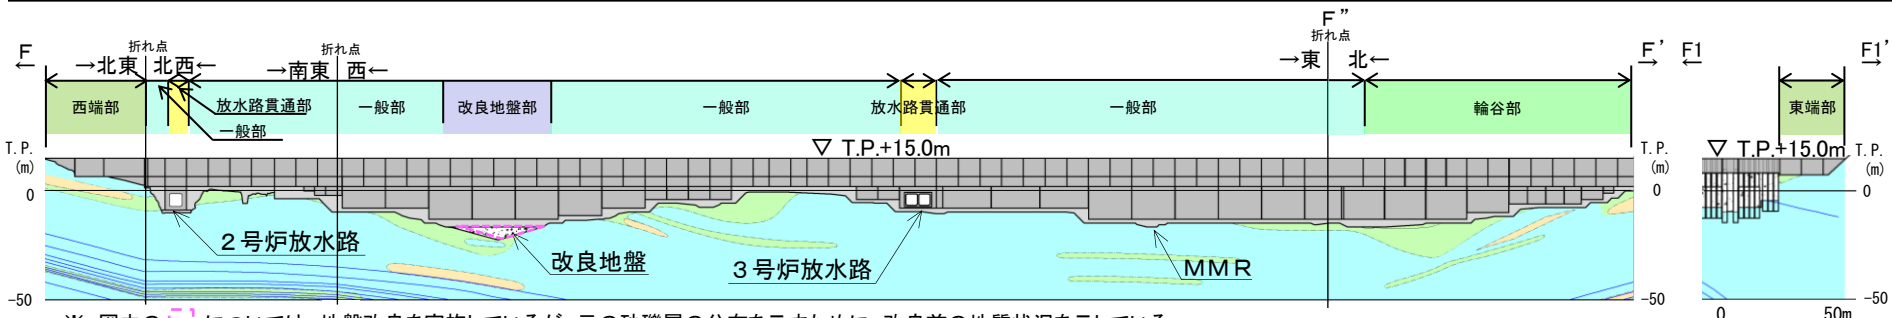 F
折れ点
→北東 北西←
折れ点
→南東 西←
F”
折れ点
→東 北←
F’
F1
F1’
西端部
放水路貫通部
一般部
一般部
改良地盤部
一般部
放水路貫通部
一般部
輪谷部
東端部
T.P.
(m)
▽ T.P.+15.0m
T.P.
(m)
▽ T.P.+15.0m
T.P.
(m)
0
0
0
2号炉放水路
改良地盤
3号炉放水路
MMR
-50
-50
-50
0
50m